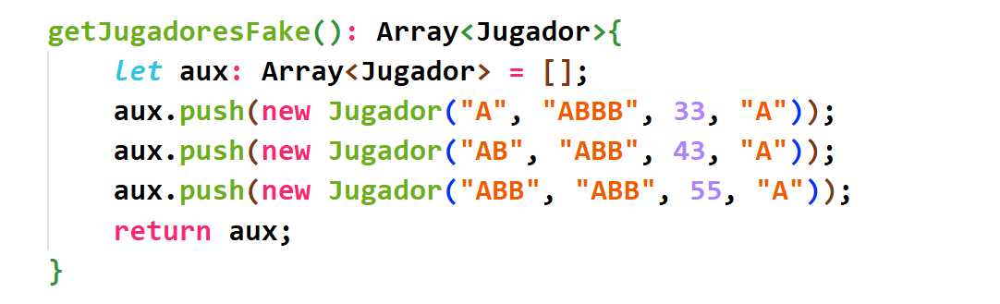 getJugadoresFake(): Array<Jugador>{
    let aux: Array<Jugador> = [];
    aux.push(new Jugador("A", "ABBB", 33, "A"));
    aux.push(new Jugador("AB", "ABB", 43, "A"));
    aux.push(new Jugador("ABB", "ABB", 55, "A"));
    return aux;
}